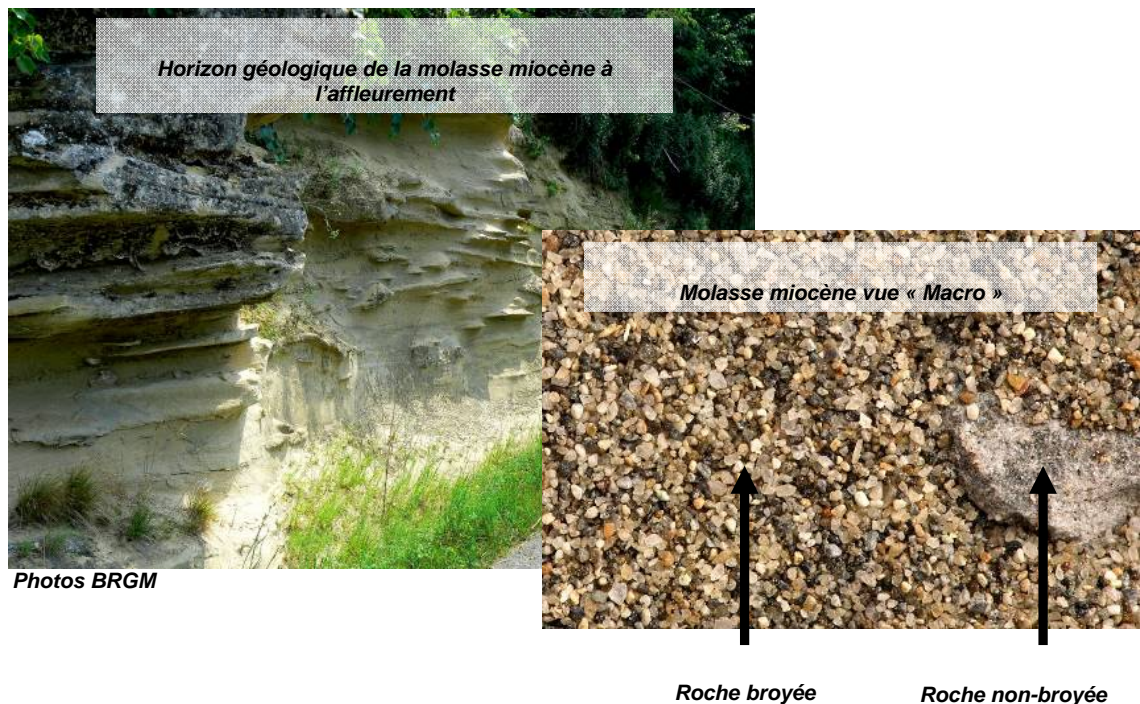 Horizon géologique de la molasse miocène à
l'affleurement
Molasse miocène vue « Macro »
Photos BRGM
Roche broyée
Roche non-broyée